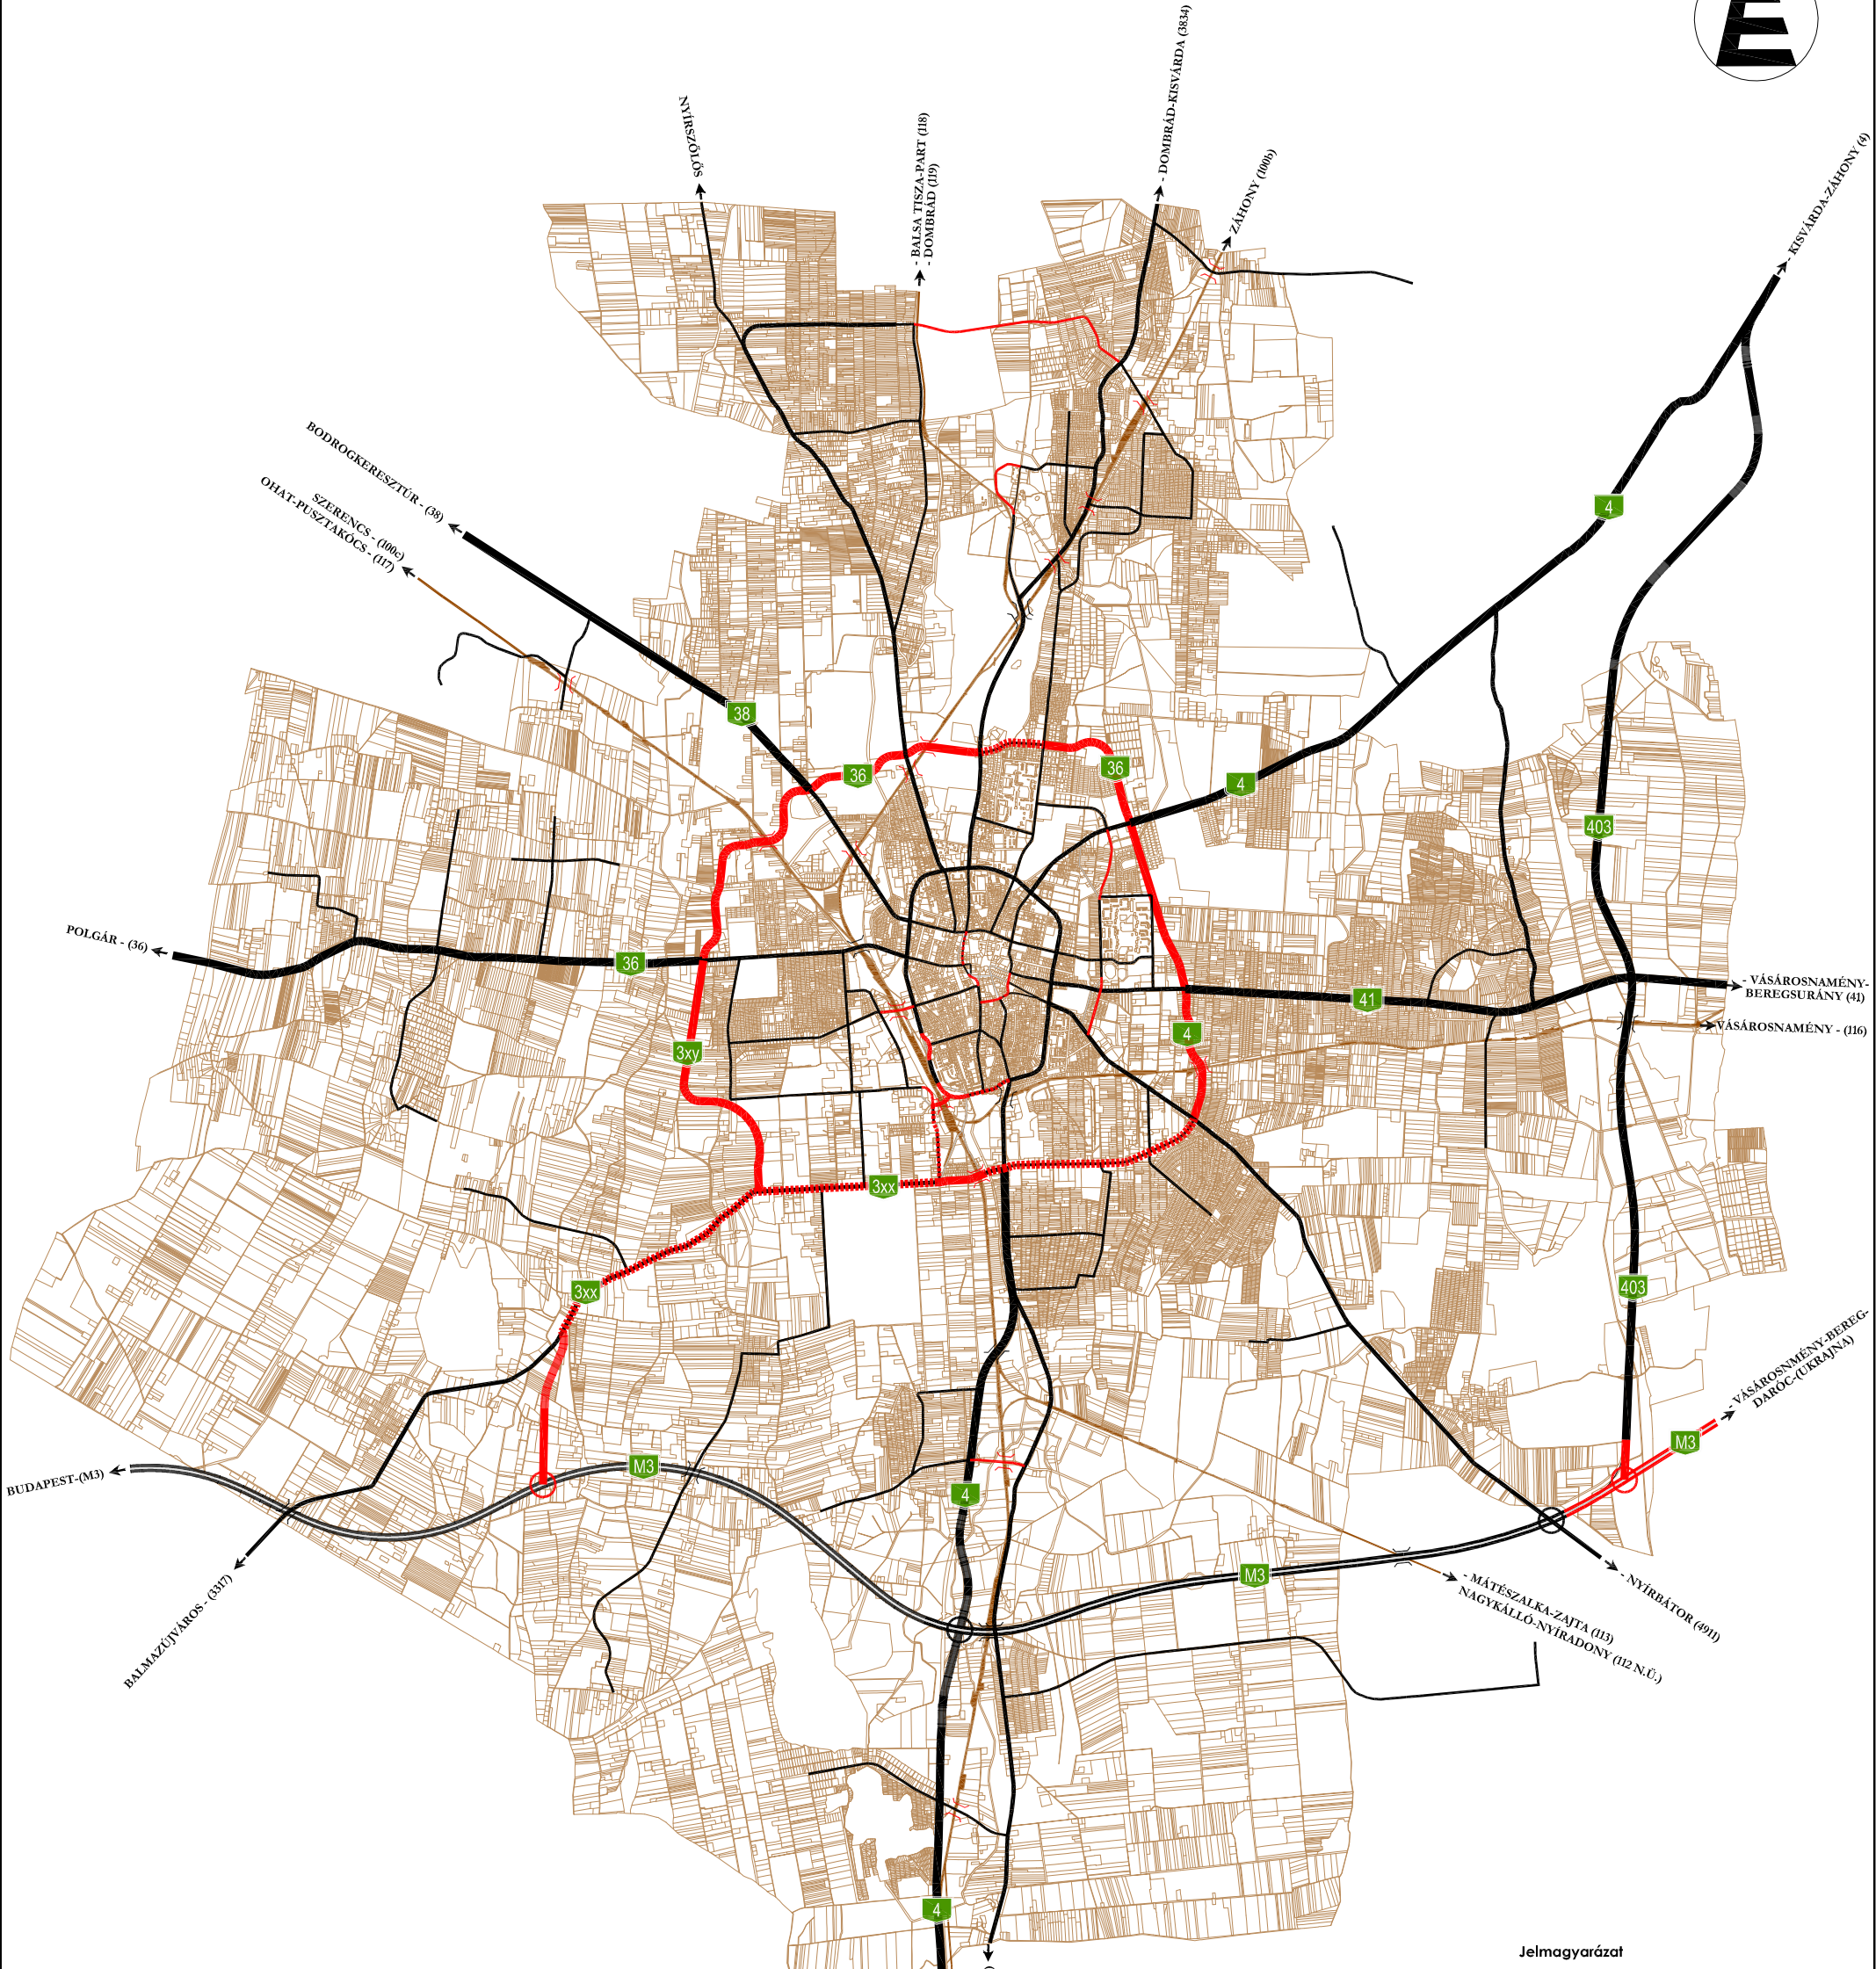 É
- DOMBRÁD-KISVÁRDA (3834)
NYÍRSZŐLŐS
- BALSA TISZA-PART (118)
- DOMBRÁD (119)
ZÁHONY (100b)
- KISVÁRDA-ZÁHONY (4)
BODROGKERESZTÚR - (38)
SZERENCS - (100c)
OHAT-PUSZTAKÓCS - (117)
4
38
36
36
4
403
POLGÁR - (36)
36
41
- VÁSÁROSNAMÉNY-
BEREGSURÁNY (41)
VÁSÁROSNAMÉNY - (116)
4
3xy
3xx
3xx
403
- VÁSÁROSNMÉNY-BEREG-
DARÓC-(UKRAJNA)
M3
BUDAPEST-(M3)
M3
4
M3
- MÁTÉSZALKA-ZAJTA (113)
NAGYKÁLLÓ-NYÍRADONY (112 N.Ü.)
- NYÍRBÁTOR (4911)
BALMAZÚJVÁROS - (3317)
4
Jelmagyarázat